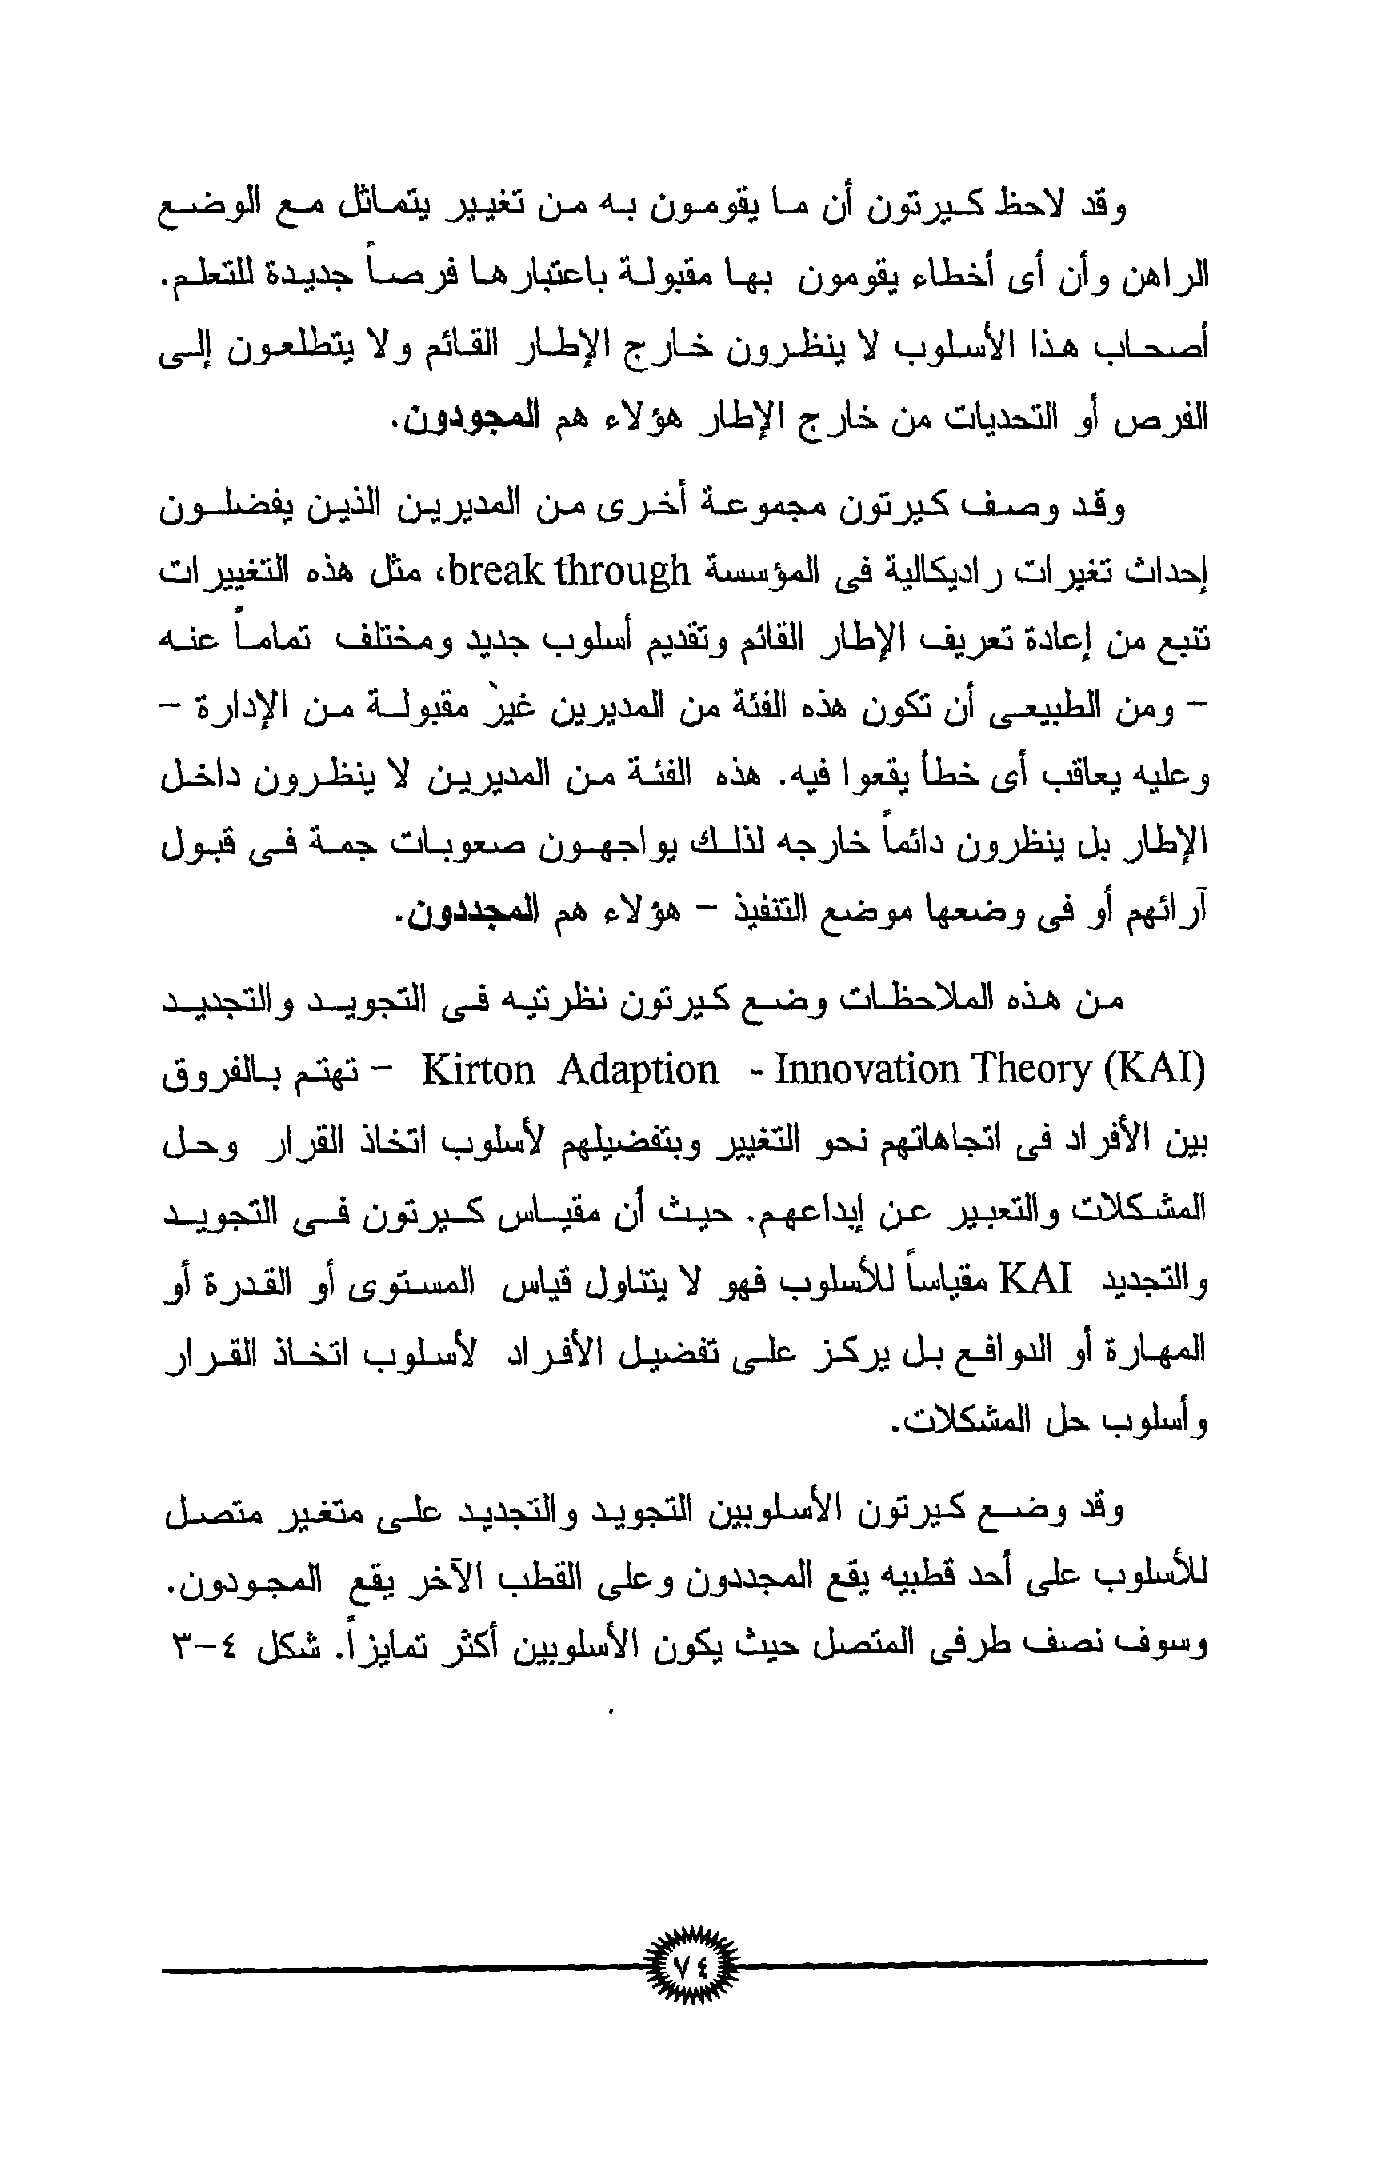 وقد لاحظ كيرتون أن ما يقومون به من تغيير يتماثل مع الوضع
الراهن وأن أى أخطاء يقومون بها مقبولة باعتبارها فرصاً جديدة للتعلم.
أصحاب هذا الأسلوب لا ينظرون خارج الإطار القائم ولا يتطلعون إلى
الفرص أو التحديات من خارج الإطار هؤلاء هم المجودون.
وقد وصف كيرتون مجموعة أخرى من المديرين الذين يفضلون
إحداث تغيرات راديكالية فى المؤسسة break through، مثل هذه التغييرات
تنبع من إعادة تعريف الإطار القائم وتقديم أسلوب جديد ومختلف تماماً عنه
- ومن الطبيعى أن تكون هذه الفئة من المديرين غير مقبولة من الإدارة -
وعليه يعاقب أى خطأ يقعوا فيه. هذه الفئة من المديرين لا ينظرون داخل
الإطار بل ينظرون دائماً خارجه لذلك يواجهون صعوبات جمة فى قبول
آرائهم أو فى وضعها موضع التنفيذ - هؤلاء هم المجددون.
من هذه الملاحظات وضع كيرتون نظرتيه فى التجويد والتجديد
Kirton Adaption - Innovation Theory (KAI) - تهتم بالفروق
بين الأفراد فى اتجاهاتهم نحو التغيير وبتفضيلهم لأسلوب اتخاذ القرار وحل
المشكلات والتعبير عن إبداعهم. حيث أن مقياس كيرتون فى التجويد
والتجديد KAI مقياساً للأسلوب فهو لا يتناول قياس المستوى أو القدرة أو
المهارة أو الدوافع بل يركز على تفضيل الأفراد لأسلوب اتخاذ القرار
وأسلوب حل المشكلات.
وقد وضع كيرتون الأسلوبين التجويد والتجديد على متغير متصل
للأسلوب على أحد قطبيه يقع المجددون وعلى القطب الآخر يقع المجودون.
وسوف نصف طرفى المتصل حيث يكون الأسلوبين أكثر تمايزاً. شكل ٤-٣
٧٤